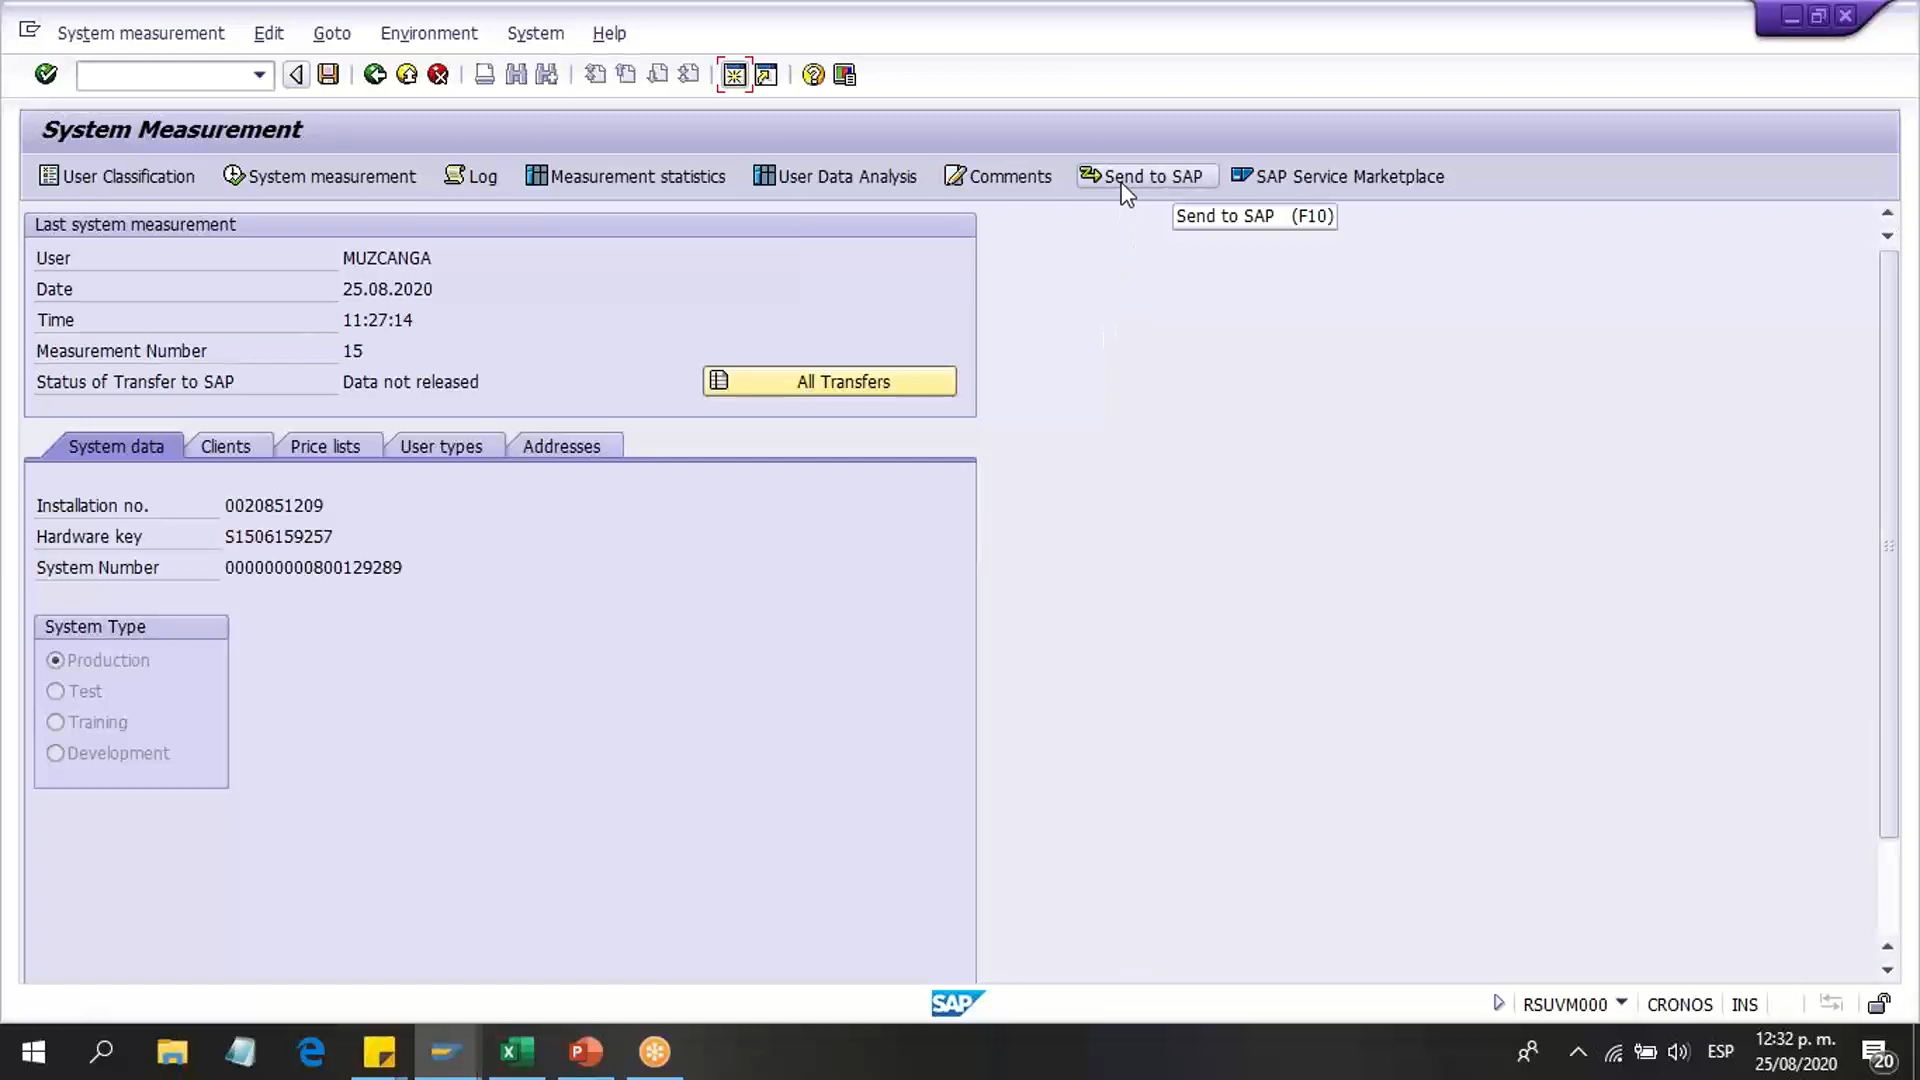 System measurement Edit Goto Environment System Help
System Measurement
User Classification System measurement Log Measurement statistics User Data Analysis Comments Send to SAP SAP Service Marketplace
Send to SAP (F10)
Last system measurement
User MUZCANGA
Date 25.08.2020
Time 11:27:14
Measurement Number 15
Status of Transfer to SAP Data not released All Transfers
System data Clients Price lists User types Addresses
Installation no. 0020851209
Hardware key S1506159257
System Number 000000000800129289
System Type
Production
Test
Training
Development
SAP RSUVM000 CRONOS INS
ESP 12:32 p. m.
25/08/2020 20